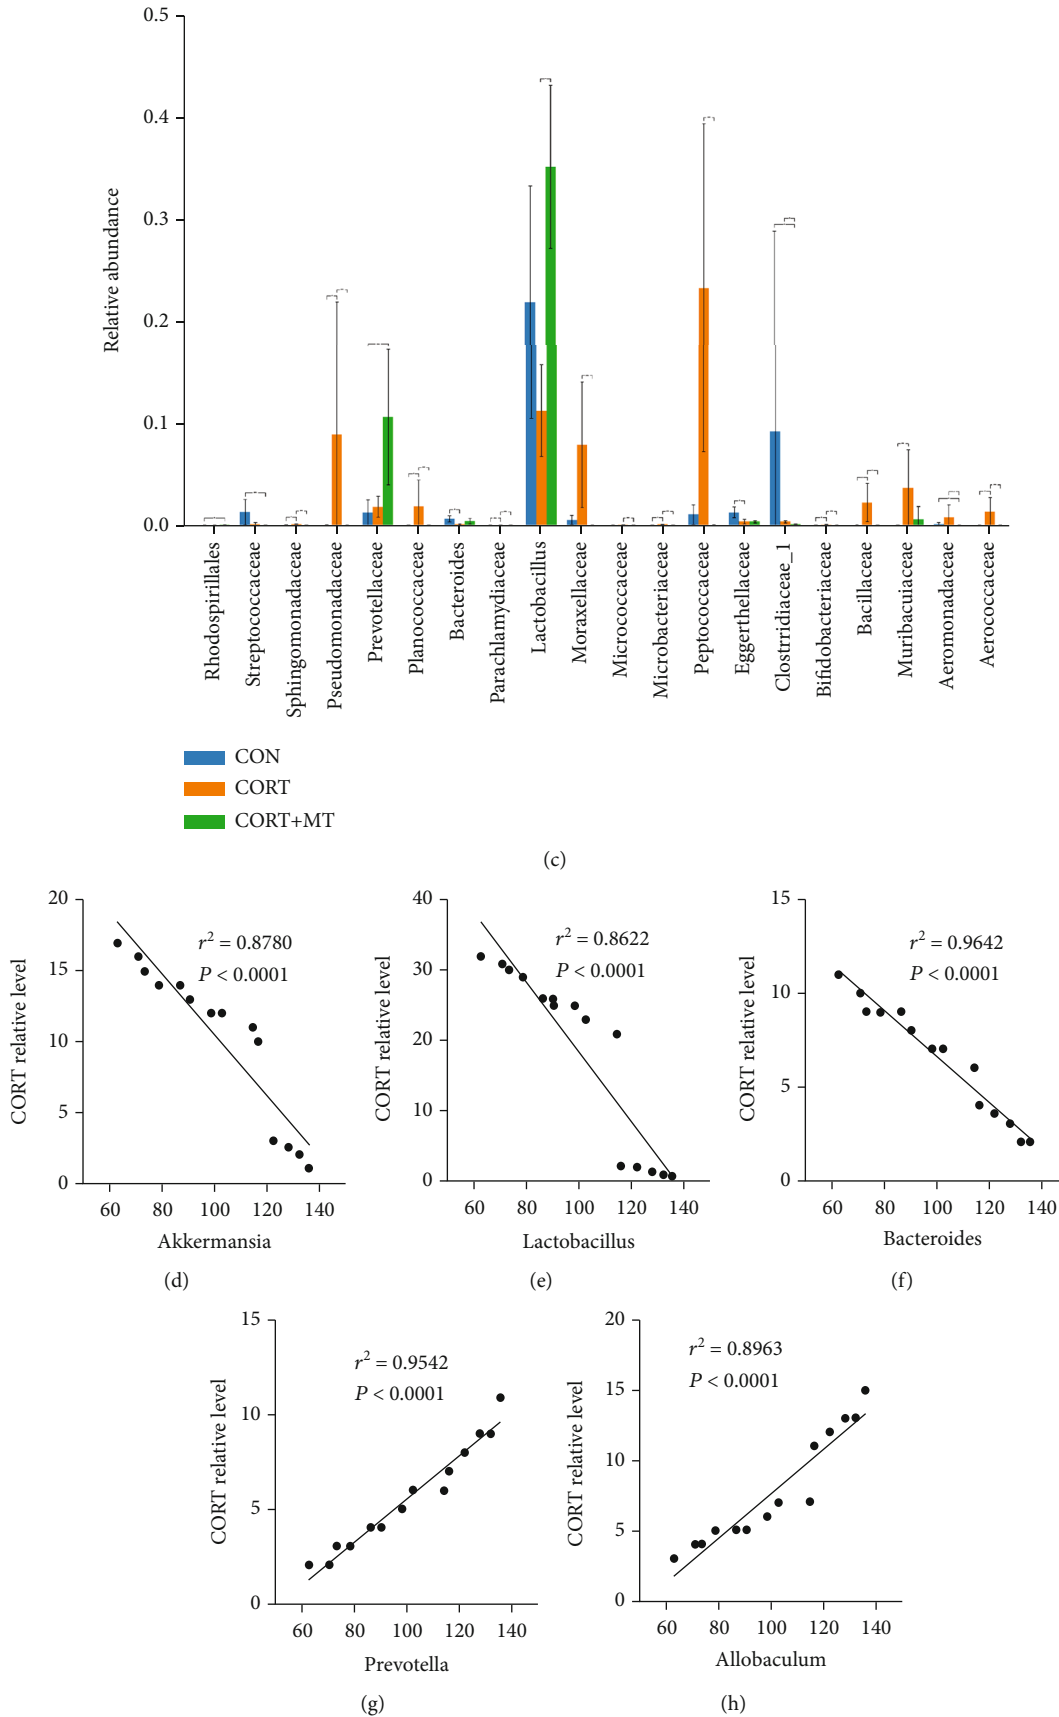 0.5
0.4
0.3
0.2
0.1
0.0
Relative abundance
Rhodospirillales
Streptococcaceae
Sphingomonadaceae
Pseudomonadaceae
Prevotellaceae
Planococcaceae
Bacteroides
Parachlamydiaceae
Lactobacillus
Moraxellaceae
Micrococcaceae
Microbacteriaceae
Peptococcaceae
Eggerthellaceae
Clostrridiaceae_1
Bifidobacteriaceae
Bacillaceae
Muribacuiaceae
Aeromonadaceae
Aerococcaceae
CON
CORT
CORT+MT
(c)
20
15
10
5
0
CORT relative level
r² = 0.8780
P < 0.0001
60 80 100 120 140
Akkermansia
(d)
40
30
20
10
0
CORT relative level
r² = 0.8622
P < 0.0001
60 80 100 120 140
Lactobacillus
(e)
15
10
5
0
CORT relative level
r² = 0.9642
P < 0.0001
60 80 100 120 140
Bacteroides
(f)
15
10
5
0
CORT relative level
r² = 0.9542
P < 0.0001
60 80 100 120 140
Prevotella
(g)
20
15
10
5
0
CORT relative level
r² = 0.8963
P < 0.0001
60 80 100 120 140
Allobaculum
(h)